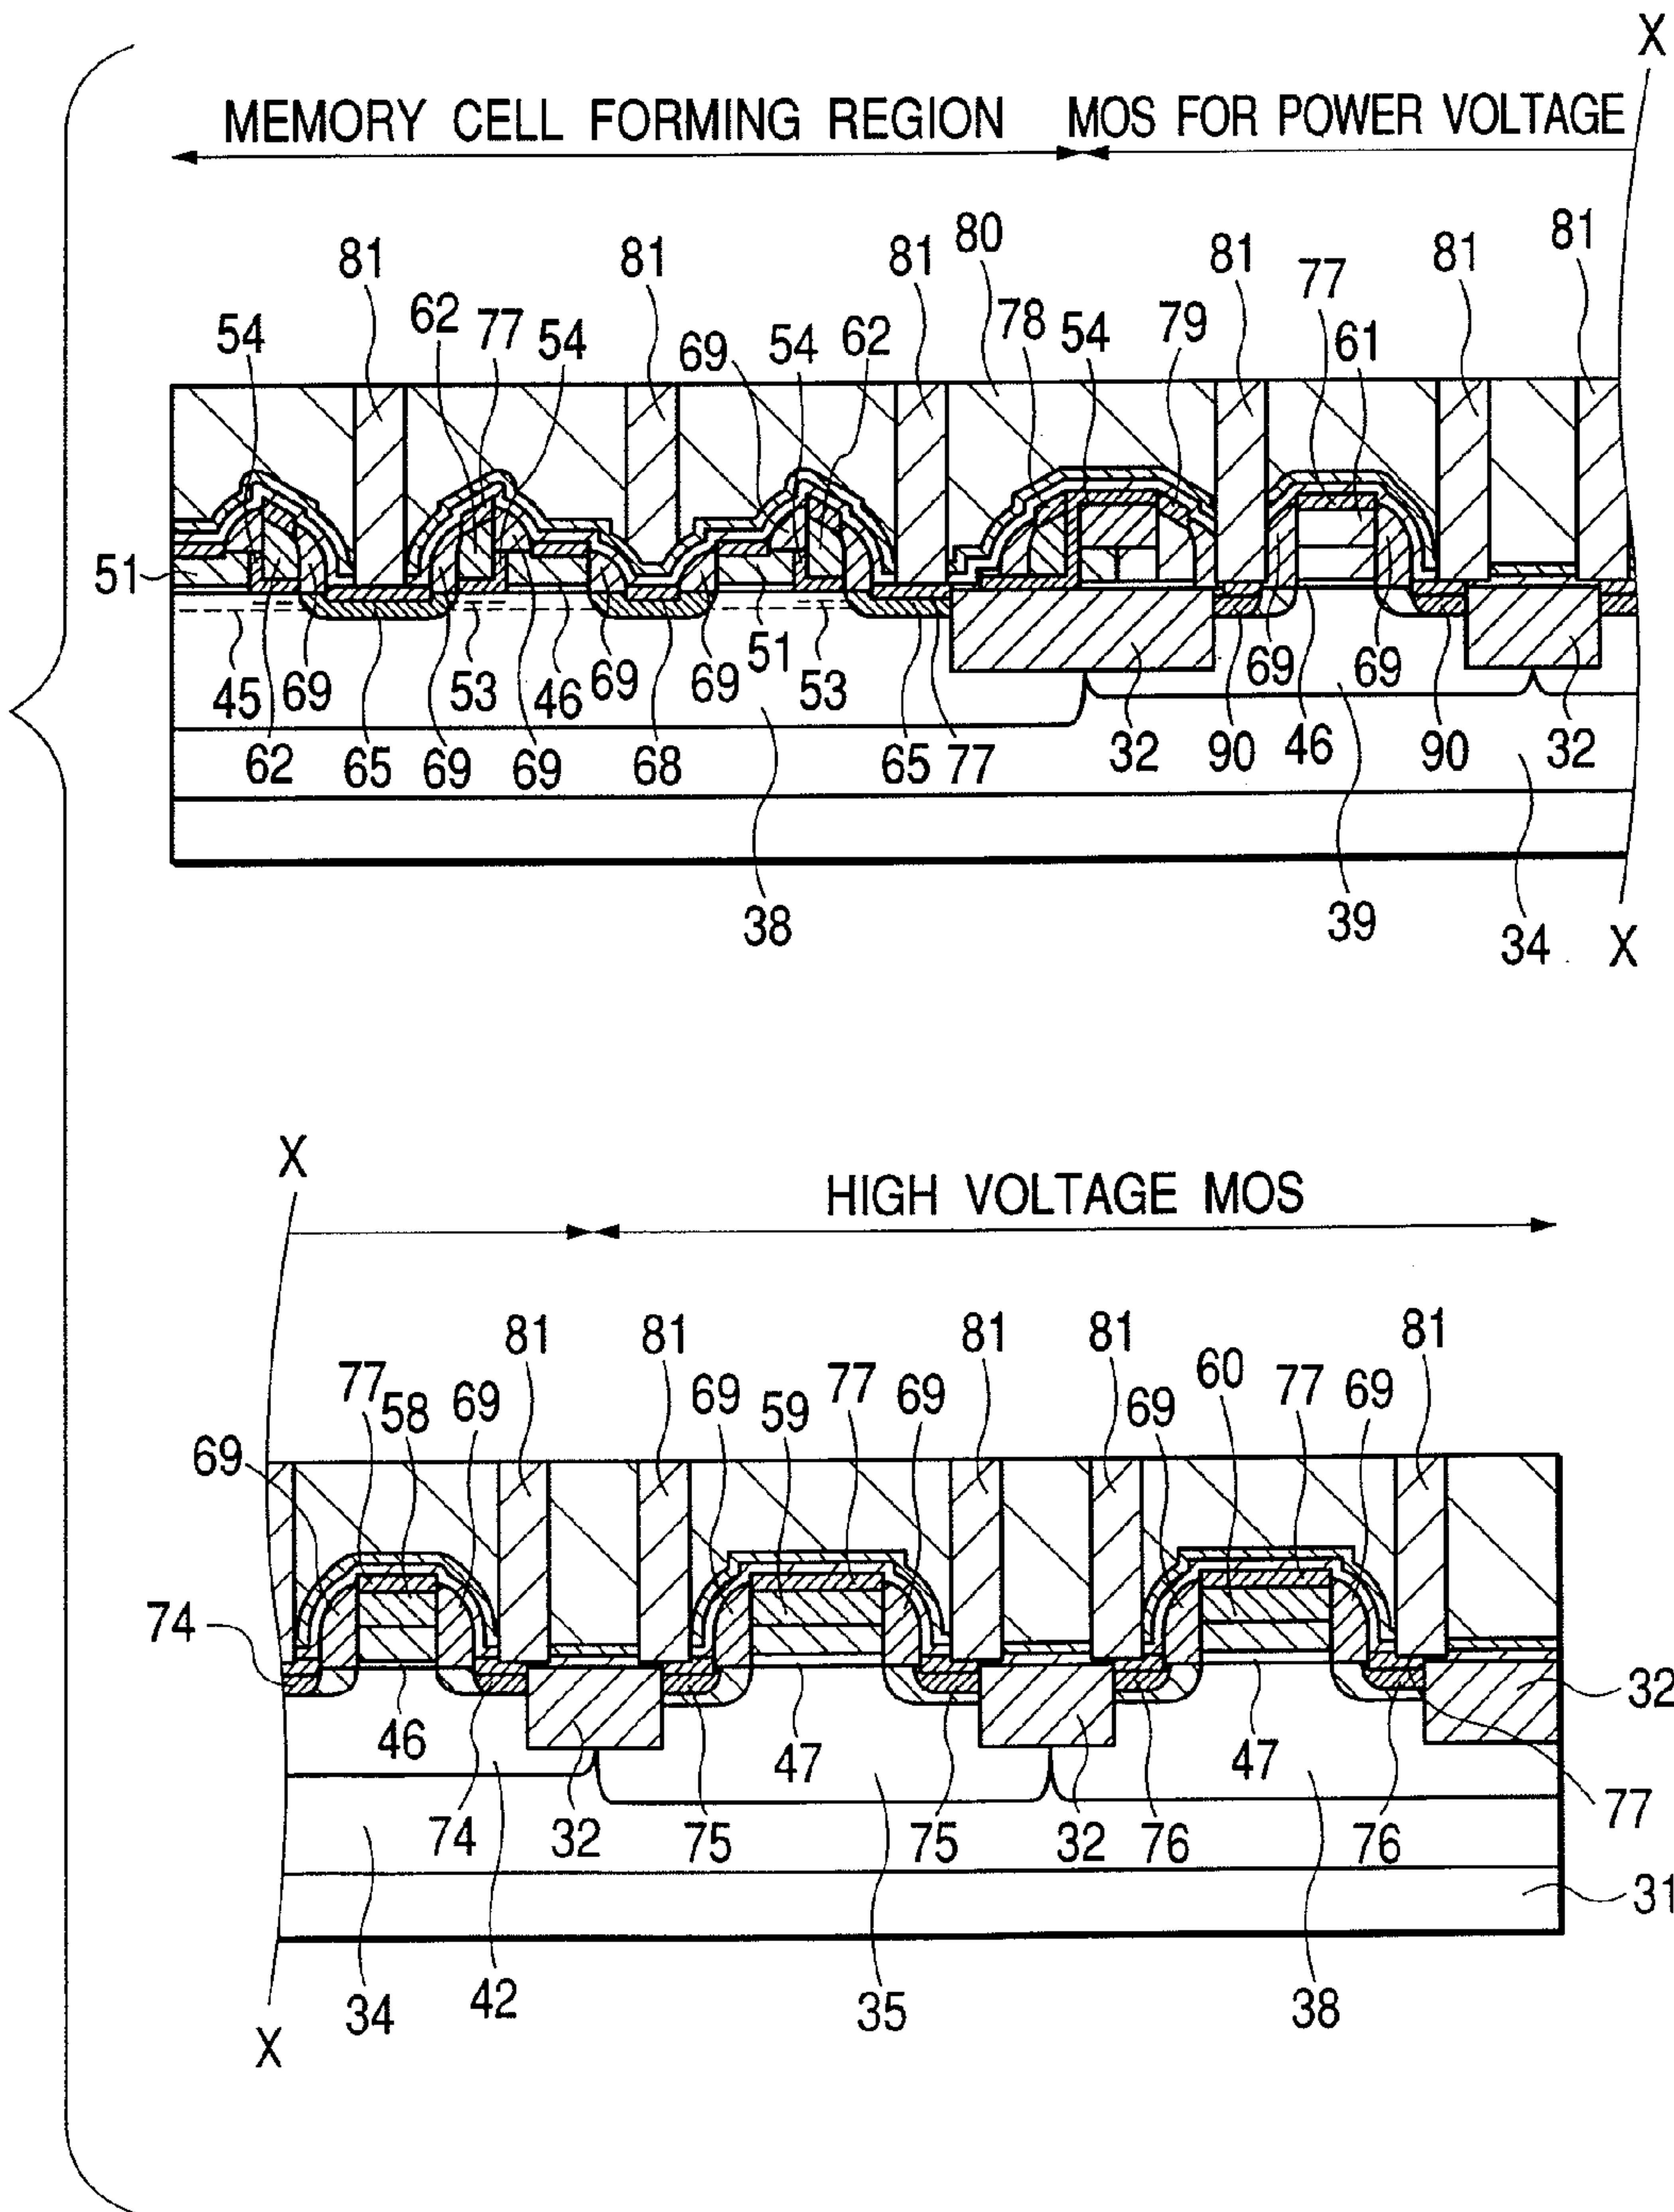 X
MEMORY CELL FORMING REGION MOS FOR POWER VOLTAGE
81 81 81 80 81 81 81
54 62 77 54 69 54 62 78 54 79 77 61
51 45 69 53 46 69 69 51 53 32 69 46 69 32
62 65 69 69 68 65 77 90 90
38 39 34 X
X HIGH VOLTAGE MOS
81 81 81 81 81
69 77 58 69 69 59 77 69 69 60 77 69
74 46 74 32 75 47 75 32 76 47 76 77 32
31
34 42 35 38
X